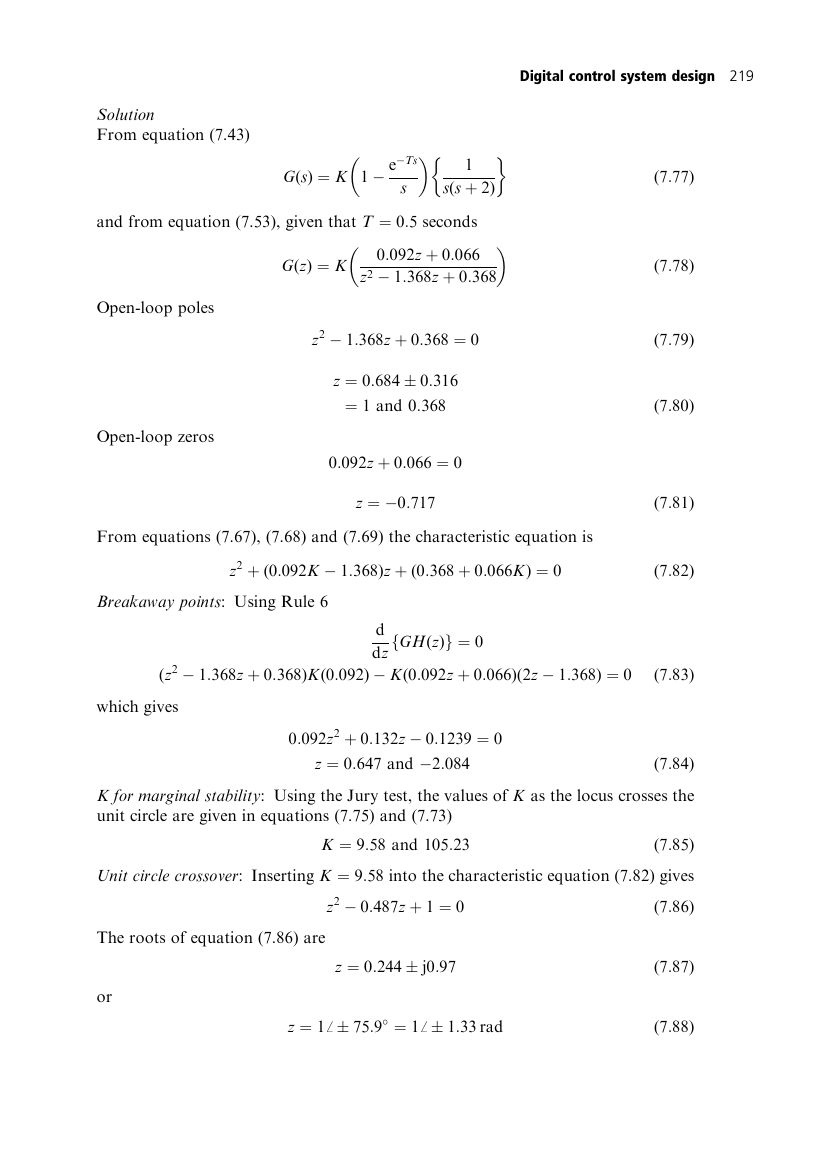 Digital control system design 219
Solution
From equation (7.43)
G(s) = K(1 − e^{−Ts}/s){1/(s(s + 2))} (7.77)
and from equation (7.53), given that T = 0.5 seconds
G(z) = K((0.092z + 0.066)/(z² − 1.368z + 0.368)) (7.78)
Open-loop poles
z² − 1.368z + 0.368 = 0 (7.79)
z = 0.684 ± 0.316
= 1 and 0.368 (7.80)
Open-loop zeros
0.092z + 0.066 = 0
z = −0.717 (7.81)
From equations (7.67), (7.68) and (7.69) the characteristic equation is
z² + (0.092K − 1.368)z + (0.368 + 0.066K) = 0 (7.82)
Breakaway points: Using Rule 6
d/dz {GH(z)} = 0
(z² − 1.368z + 0.368)K(0.092) − K(0.092z + 0.066)(2z − 1.368) = 0 (7.83)
which gives
0.092z² + 0.132z − 0.1239 = 0
z = 0.647 and −2.084 (7.84)
K for marginal stability: Using the Jury test, the values of K as the locus crosses the
unit circle are given in equations (7.75) and (7.73)
K = 9.58 and 105.23 (7.85)
Unit circle crossover: Inserting K = 9.58 into the characteristic equation (7.82) gives
z² − 0.487z + 1 = 0 (7.86)
The roots of equation (7.86) are
z = 0.244 ± j0.97 (7.87)
or
z = 1∠ ± 75.9° = 1∠ ± 1.33 rad (7.88)